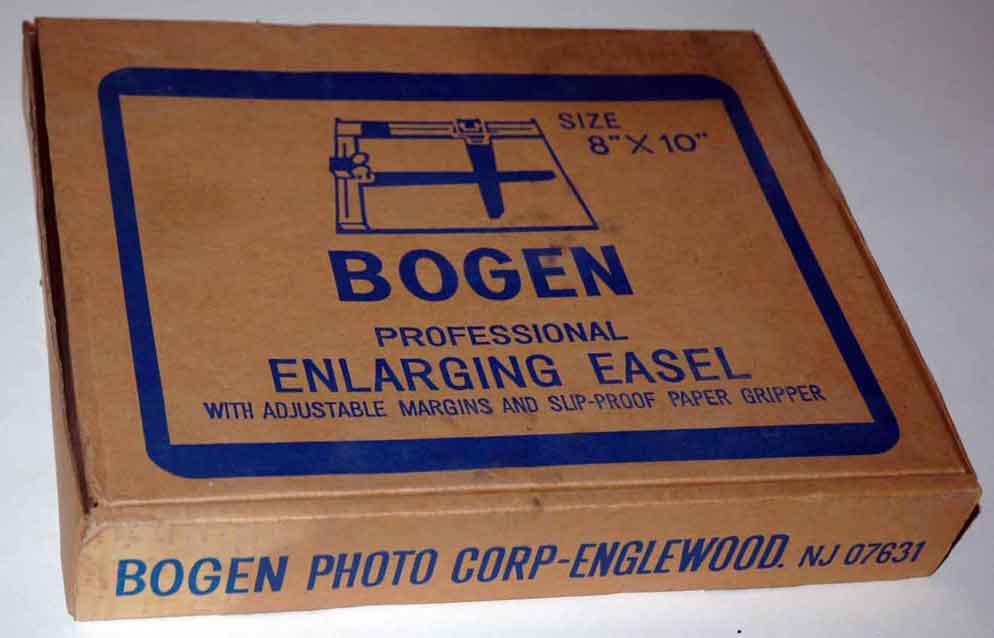 SIZE
8" X 10"
BOGEN
PROFESSIONAL
ENLARGING EASEL
WITH ADJUSTABLE MARGINS AND SLIP-PROOF PAPER GRIPPER
BOGEN PHOTO CORP-ENGLEWOOD. NJ 07631